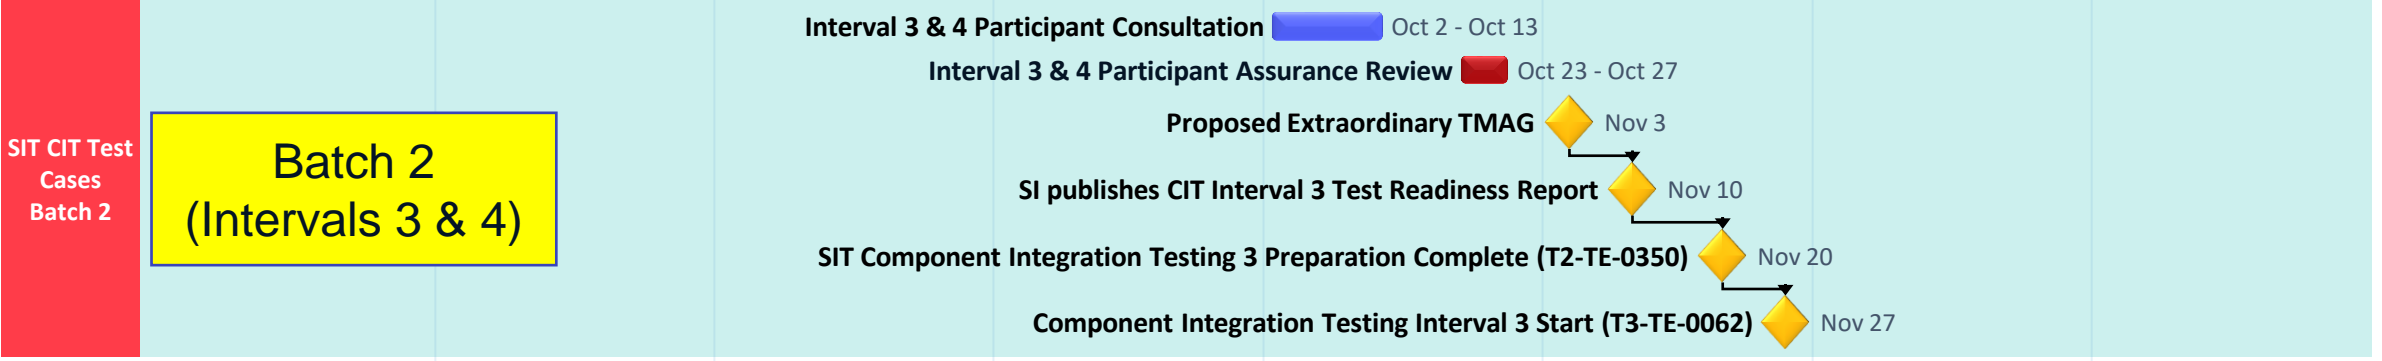 SIT CIT Test
Cases
Batch 2
Batch 2
(Intervals 3 & 4)
Interval 3 & 4 Participant Consultation Oct 2 - Oct 13
Interval 3 & 4 Participant Assurance Review Oct 23 - Oct 27
Proposed Extraordinary TMAG Nov 3
SI publishes CIT Interval 3 Test Readiness Report Nov 10
SIT Component Integration Testing 3 Preparation Complete (T2-TE-0350) Nov 20
Component Integration Testing Interval 3 Start (T3-TE-0062) Nov 27